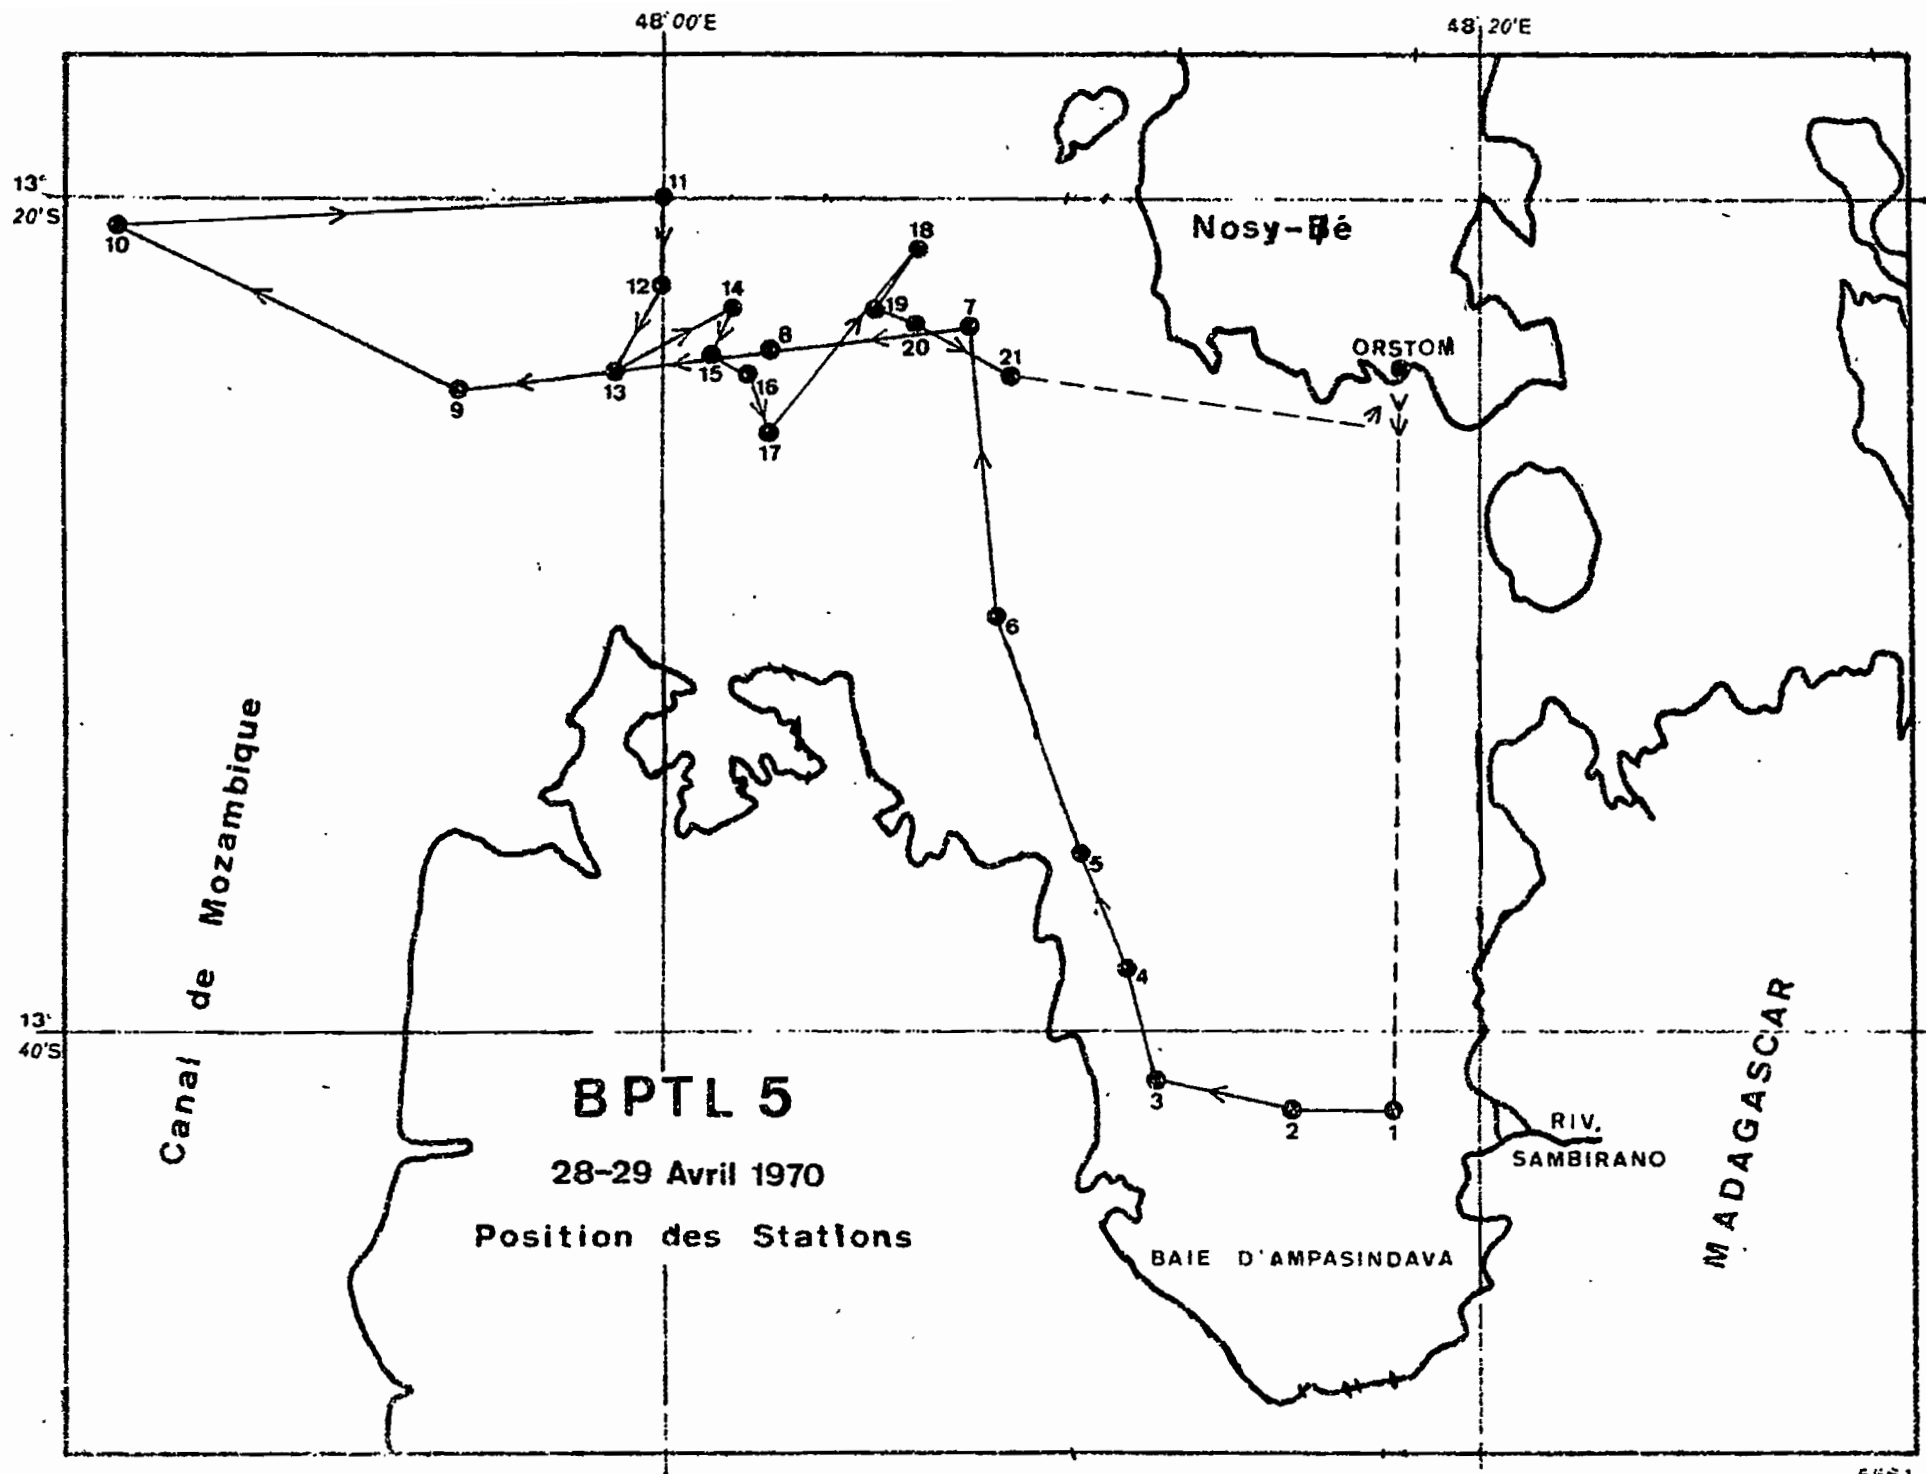 48°00'E
48°20'E
13°
20'S
11
10
18
Nosy-Bé
12
14
19
7
8
20
ORSTOM
21
15
13
16
9
17
6
5
4
13°
40'S
Canal de Mozambique
MADAGASCAR
BPTL 5
3
2
1
RIV.
SAMBIRANO
28-29 Avril 1970
Position des Stations
BAIE D'AMPASINDAVA